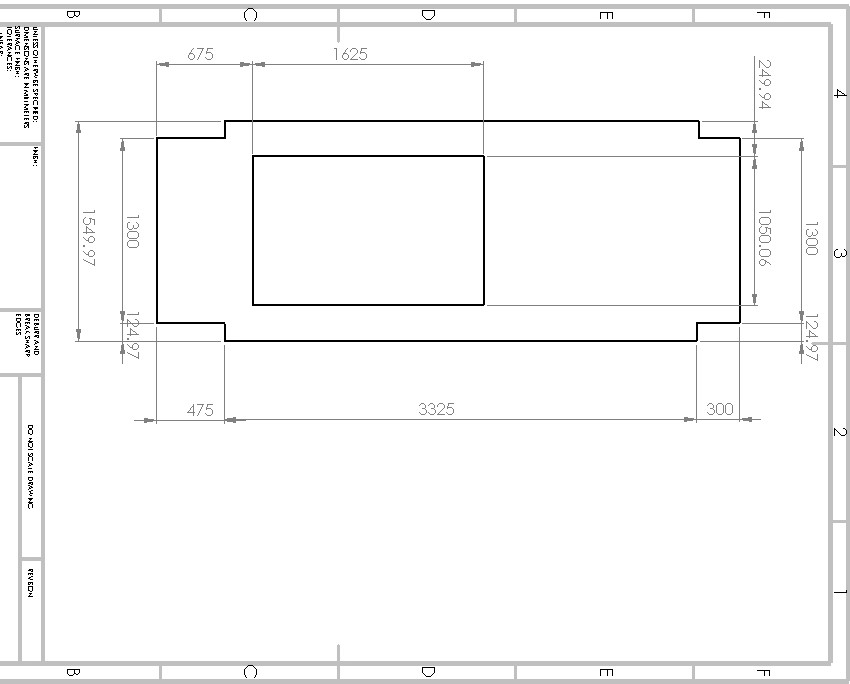 B C D E F
675 1625
249.94
4
1549.97
1300
1050.06
1300
3
124.97
124.97
475 3325 300
2
1
UNLESS OTHERWISE SPECIFIED:
DIMENSIONS ARE IN MILLIMETERS
SURFACE FINISH:
TOLERANCES:
LINEAR:
FINISH:
DEBURR AND
BREAK SHARP
EDGES
DO NOT SCALE DRAWING
REVISION
B C D E F